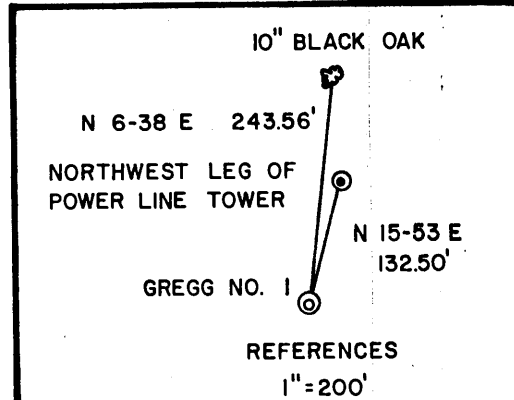 10" BLACK OAK
N 6-38 E 243.56'
NORTHWEST LEG OF
POWER LINE TOWER
N 15-53 E
132.50'
GREGG NO. 1
REFERENCES
1"=200'